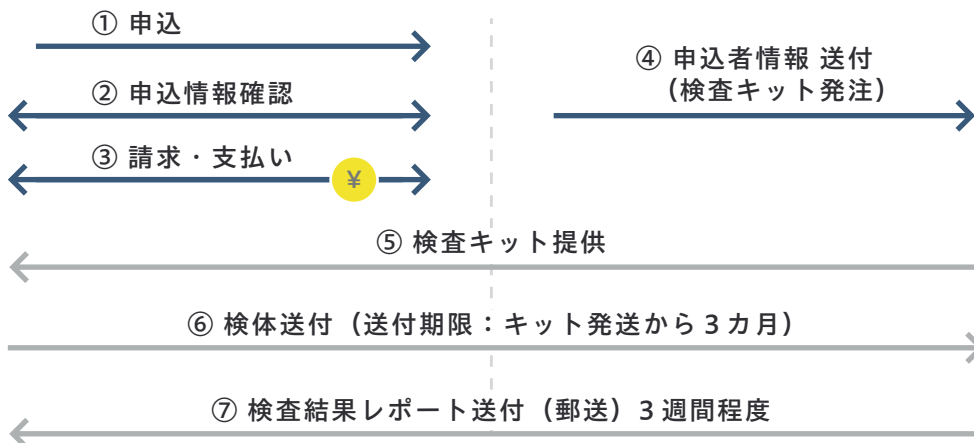 ① 申込
② 申込情報確認
③ 請求・支払い
¥
④ 申込者情報 送付
（検査キット発注）
⑤ 検査キット提供
⑥ 検体送付（送付期限：キット発送から３カ月）
⑦ 検査結果レポート送付（郵送）３週間程度